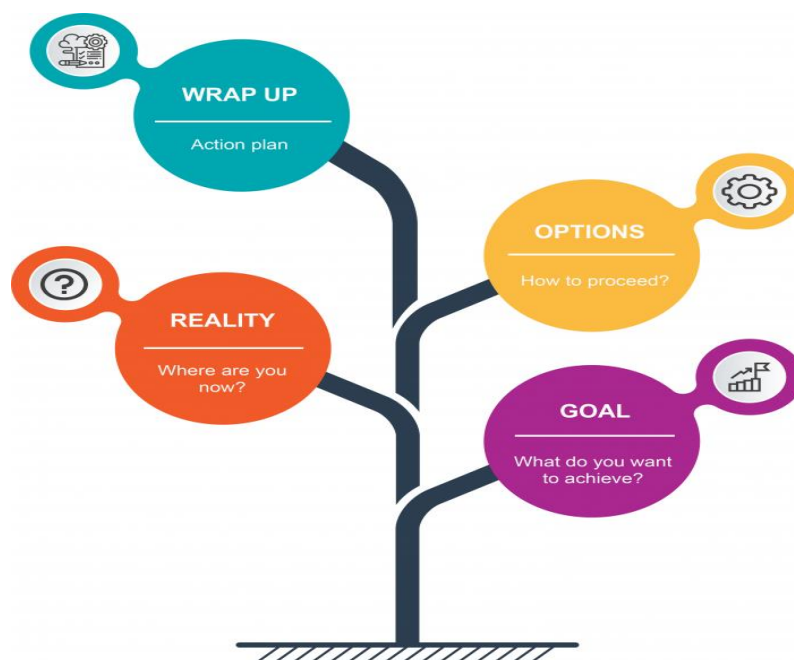 WRAP UP
Action plan
OPTIONS
How to proceed?
REALITY
Where are you
now?
GOAL
What do you want
to achieve?